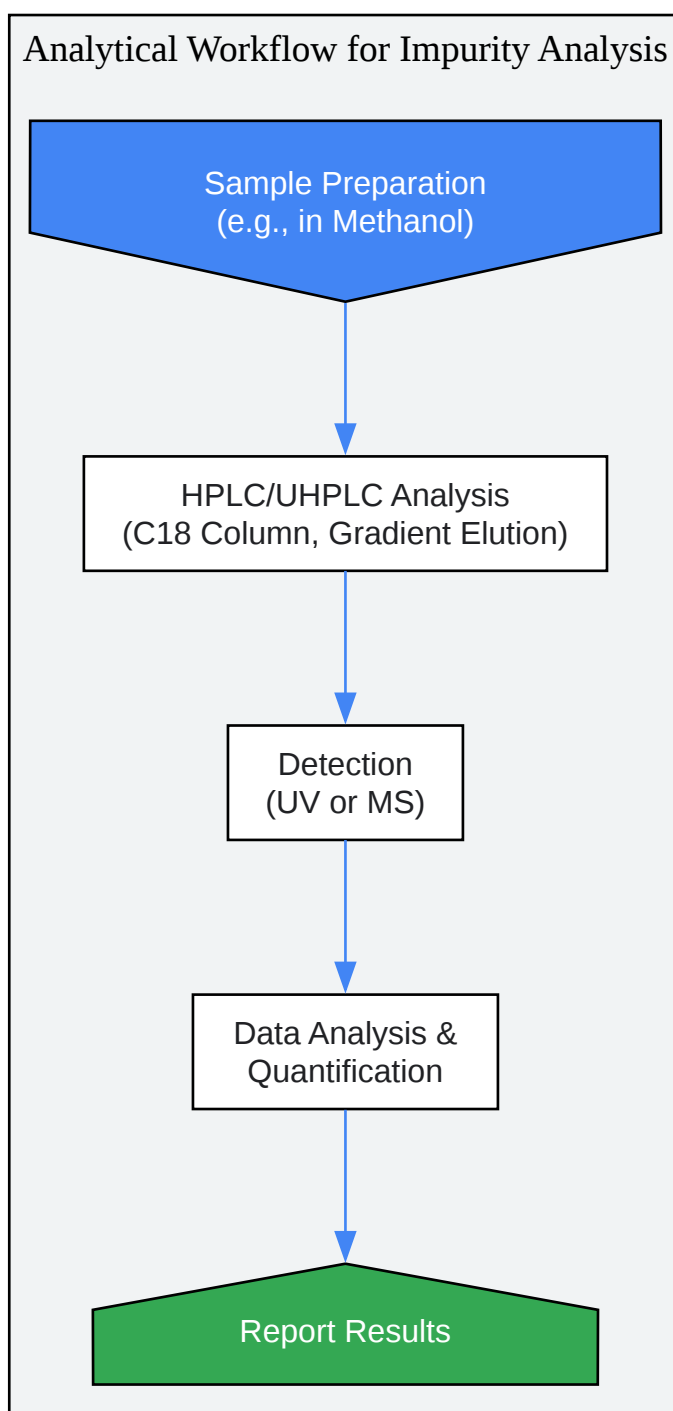 Analytical Workflow for Impurity Analysis
Sample Preparation
(e.g., in Methanol)
HPLC/UHPLC Analysis
(C18 Column, Gradient Elution)
Detection
(UV or MS)
Data Analysis &
Quantification
Report Results